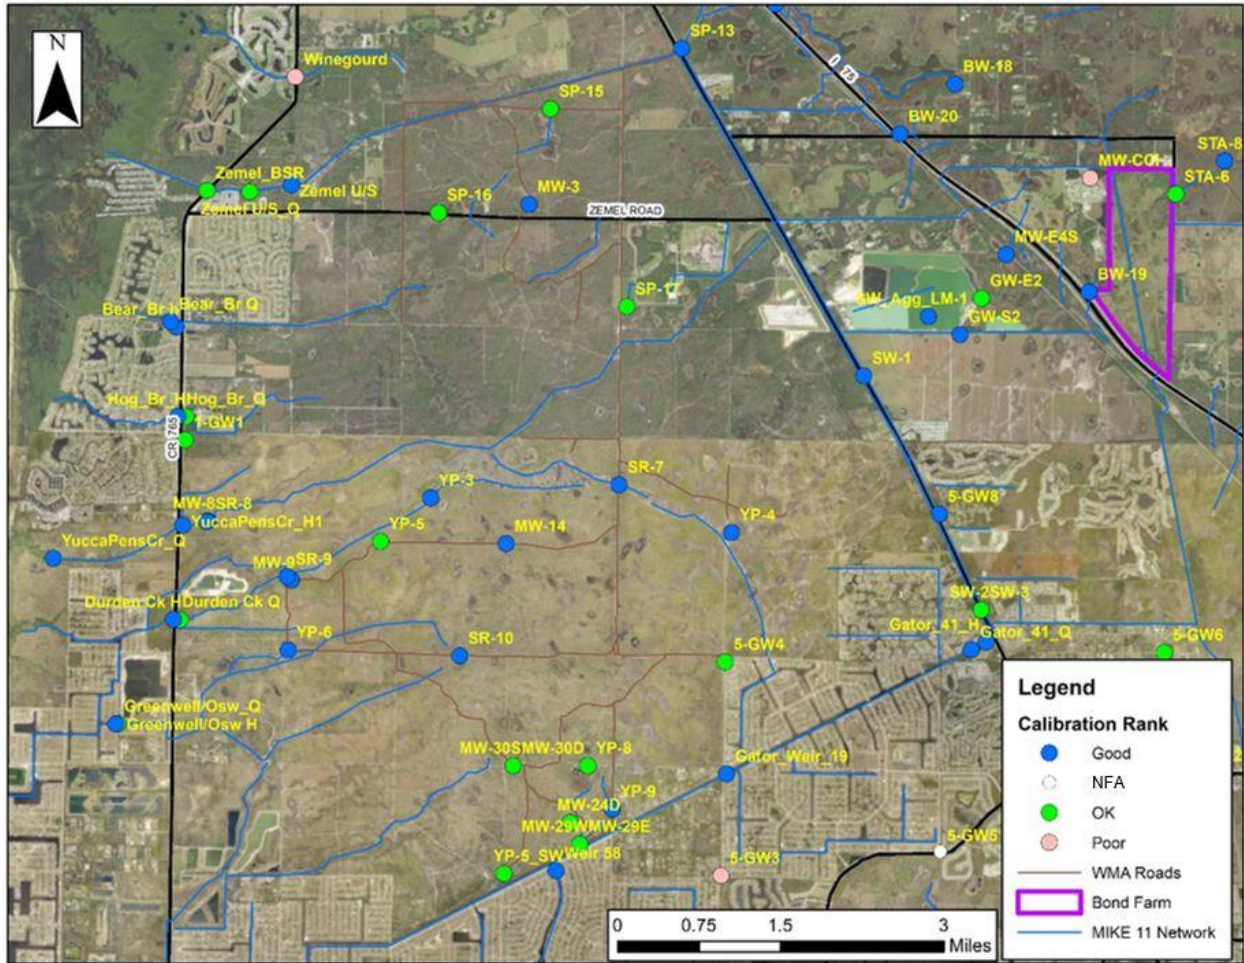 N
SP-13
Winegourd
I 75
BW-18
SP-15
BW-20
STA-8
MW-CO
Zemel_BSR
STA-6
Zemel U/S
SP-16
MW-3
Zemel U/S_Q
ZEMEL ROAD
MW-E4S
GW-E2
BW-19
SP-17
Bear_Br h
Bear_Br Q
SW_Agg_LM-1
GW-S2
SW-1
Hog_Br_H
Hog_Br_Q
1-GW1
CR 765
SR-7
YP-3
5-GW8
MW-8
SR-8
YuccaPensCr_H1
YP-4
YP-5
MW-14
YuccaPensCr_Q
MW-9
SR-9
Durden Ck H
Durden Ck Q
SW-2
SW-3
Gator_41_H
Gator_41_Q
YP-6
SR-10
5-GW4
5-GW6
Greenwell/Osw_Q
Greenwell/Osw H
MW-30S
MW-30D
YP-8
Gator_Weir_19
YP-9
MW-24D
MW-29W
MW-29E
5-GW5
YP-5_SW
Weir 58
5-GW3
2
Legend
Calibration Rank
Good
NFA
OK
Poor
WMA Roads
Bond Farm
MIKE 11 Network
0 0.75 1.5 3
Miles